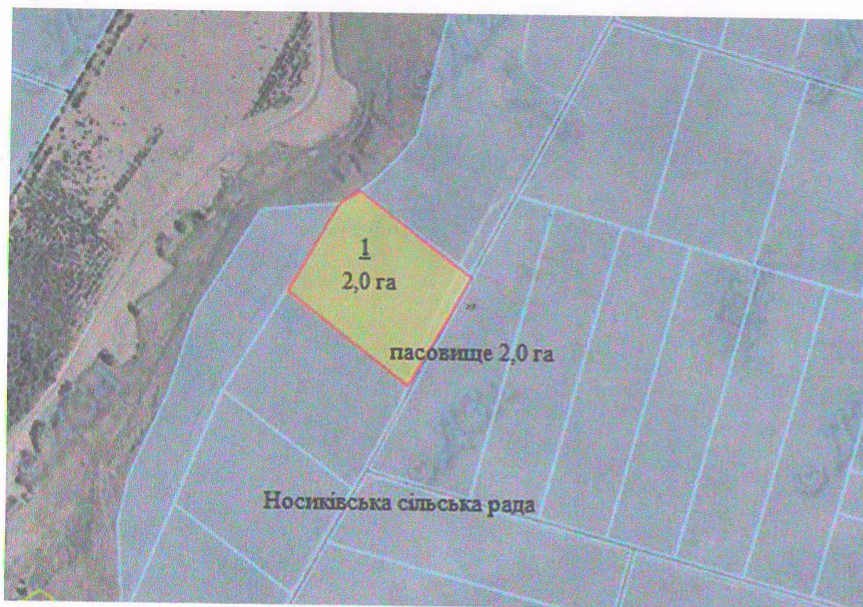 1
2,0 га
пасовище 2,0 га
Носиківська сільська рада